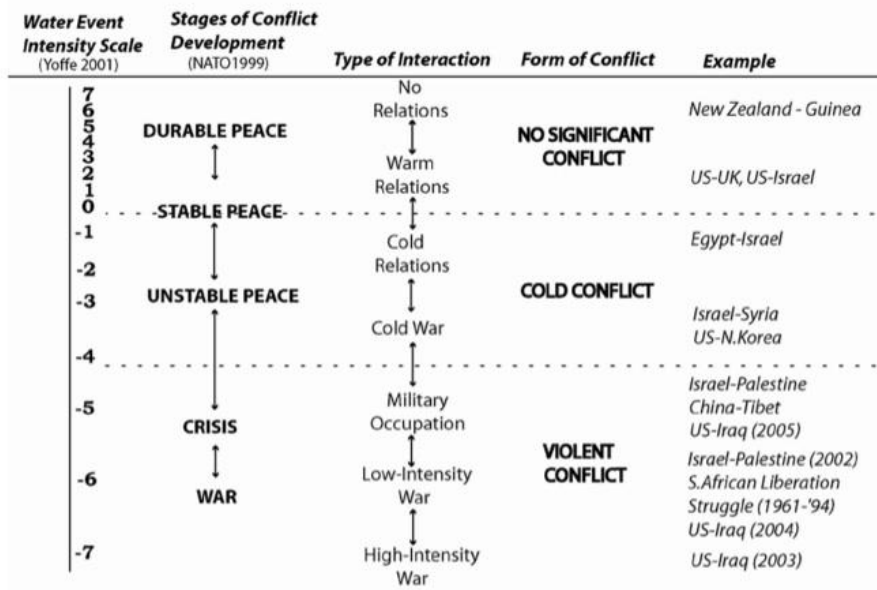 Water Event
Intensity Scale
(Yoffe 2001)
Stages of Conflict
Development
(NATO1999)
Type of Interaction
Form of Conflict
Example
7
6
5
4
3
2
1
0
-1
-2
-3
-4
-5
-6
-7
DURABLE PEACE
STABLE PEACE
UNSTABLE PEACE
CRISIS
WAR
No
Relations
Warm
Relations
Cold
Relations
Cold War
Military
Occupation
Low-Intensity
War
High-Intensity
War
NO SIGNIFICANT
CONFLICT
COLD CONFLICT
VIOLENT
CONFLICT
New Zealand - Guinea
US-UK, US-Israel
Egypt-Israel
Israel-Syria
US-N.Korea
Israel-Palestine
China-Tibet
US-Iraq (2005)
Israel-Palestine (2002)
S.African Liberation
Struggle (1961-'94)
US-Iraq (2004)
US-Iraq (2003)